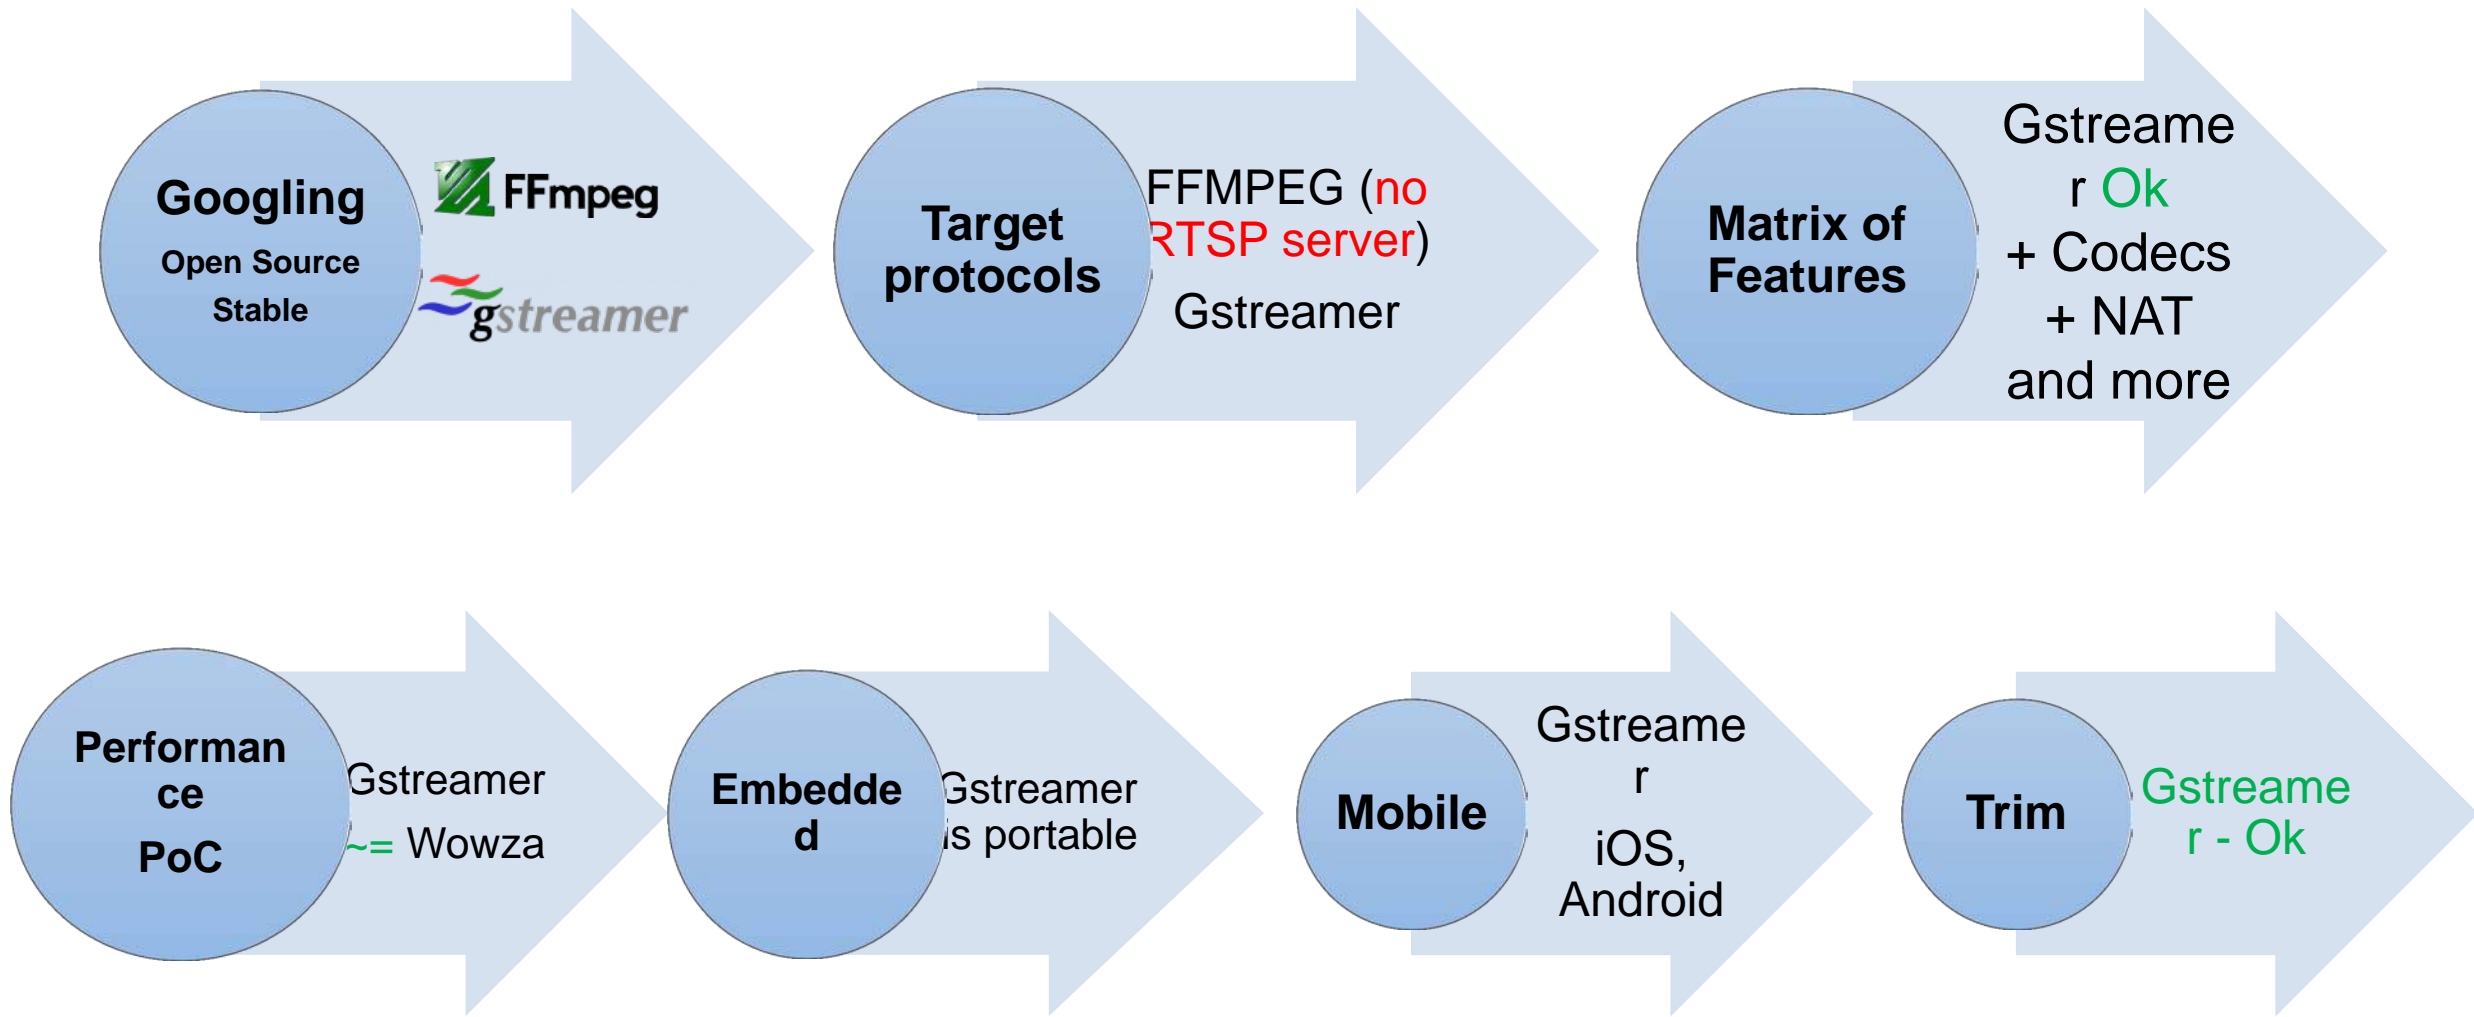 Googling
Open Source
Stable
FFmpeg
gstreamer
Target
protocols
FFMPEG (no
RTSP server)
Gstreamer
Matrix of
Features
Gstreame
r Ok
+ Codecs
+ NAT
and more
Performan
ce
PoC
Gstreamer
~= Wowza
Embedde
d
Gstreamer
is portable
Mobile
Gstreame
r
iOS,
Android
Trim
Gstreame
r - Ok